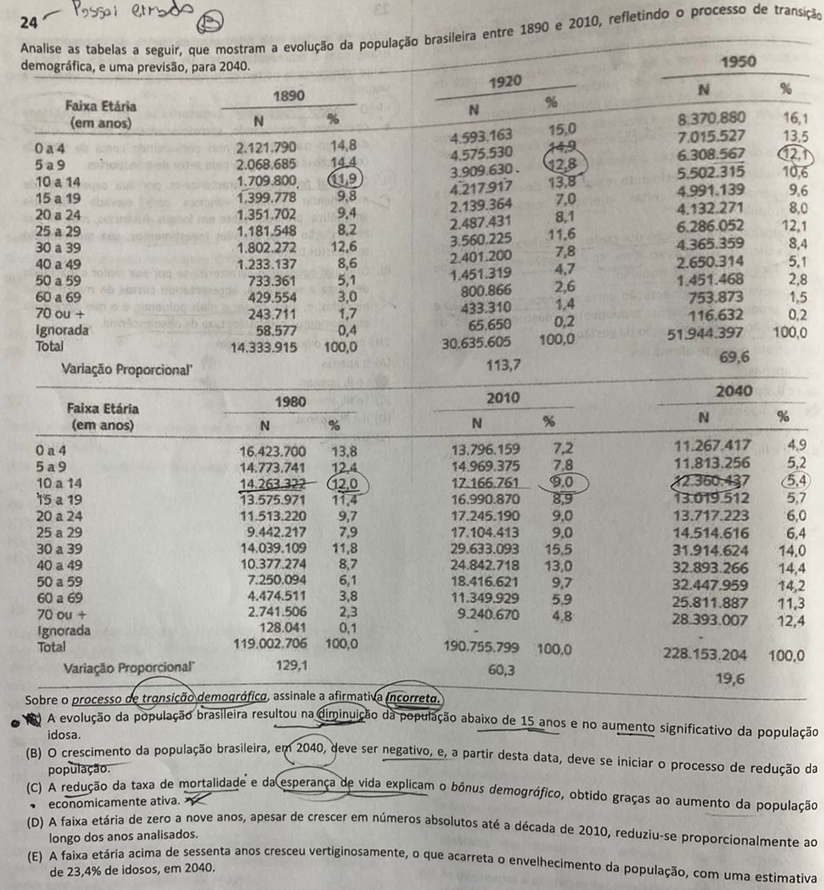 24 Possui errado B
Analise as tabelas a seguir, que mostram a evolução da população brasileira entre 1890 e 2010, refletindo o processo de transição
demográfica, e uma previsão, para 2040.
Faixa Etária (em anos) 1890 1920 1950
N % N % N %
0 a 4 2.121.790 14,8 4.593.163 15,0 8.370.880 16,1
5 a 9 2.068.685 14,4 4.575.530 14,9 7.015.527 13,5
10 a 14 1.709.800 11,9 3.909.630 12,8 6.308.567 12,1
15 a 19 1.399.778 9,8 4.217.917 13,8 5.502.315 10,6
20 a 24 1.351.702 9,4 2.139.364 7,0 4.991.139 9,6
25 a 29 1.181.548 8,2 2.487.431 8,1 4.132.271 8,0
30 a 39 1.802.272 12,6 3.560.225 11,6 6.286.052 12,1
40 a 49 1.233.137 8,6 2.401.200 7,8 4.365.359 8,4
50 a 59 733.361 5,1 1.451.319 4,7 2.650.314 5,1
60 a 69 429.554 3,0 800.866 2,6 1.451.468 2,8
70 ou + 243.711 1,7 433.310 1,4 753.873 1,5
Ignorada 58.577 0,4 65.650 0,2 116.632 0,2
Total 14.333.915 100,0 30.635.605 100,0 51.944.397 100,0
Variação Proporcional* 113,7 69,6
Faixa Etária (em anos) 1980 2010 2040
N % N % N %
0 a 4 16.423.700 13,8 13.796.159 7,2 11.267.417 4,9
5 a 9 14.773.741 12,4 14.969.375 7,8 11.813.256 5,2
10 a 14 14.263.322 12,0 17.166.761 9,0 12.360.437 5,4
15 a 19 13.575.971 11,4 16.990.870 8,9 13.019.512 5,7
20 a 24 11.513.220 9,7 17.245.190 9,0 13.717.223 6,0
25 a 29 9.442.217 7,9 17.104.413 9,0 14.514.616 6,4
30 a 39 14.039.109 11,8 29.633.093 15,5 31.914.624 14,0
40 a 49 10.377.274 8,7 24.842.718 13,0 32.893.266 14,4
50 a 59 7.250.094 6,1 18.416.621 9,7 32.447.959 14,2
60 a 69 4.474.511 3,8 11.349.929 5,9 25.811.887 11,3
70 ou + 2.741.506 2,3 9.240.670 4,8 28.393.007 12,4
Ignorada 128.041 0,1 - -
Total 119.002.706 100,0 190.755.799 100,0 228.153.204 100,0
Variação Proporcional* 129,1 60,3 19,6
Sobre o processo de transição demográfica, assinale a afirmativa incorreta.
A evolução da população brasileira resultou na diminuição da população abaixo de 15 anos e no aumento significativo da população
idosa.
(B) O crescimento da população brasileira, em 2040, deve ser negativo, e, a partir desta data, deve se iniciar o processo de redução da
população.
(C) A redução da taxa de mortalidade e da esperança de vida explicam o bônus demográfico, obtido graças ao aumento da população
economicamente ativa.
(D) A faixa etária de zero a nove anos, apesar de crescer em números absolutos até a década de 2010, reduziu-se proporcionalmente ao
longo dos anos analisados.
(E) A faixa etária acima de sessenta anos cresceu vertiginosamente, o que acarreta o envelhecimento da população, com uma estimativa
de 23,4% de idosos, em 2040.